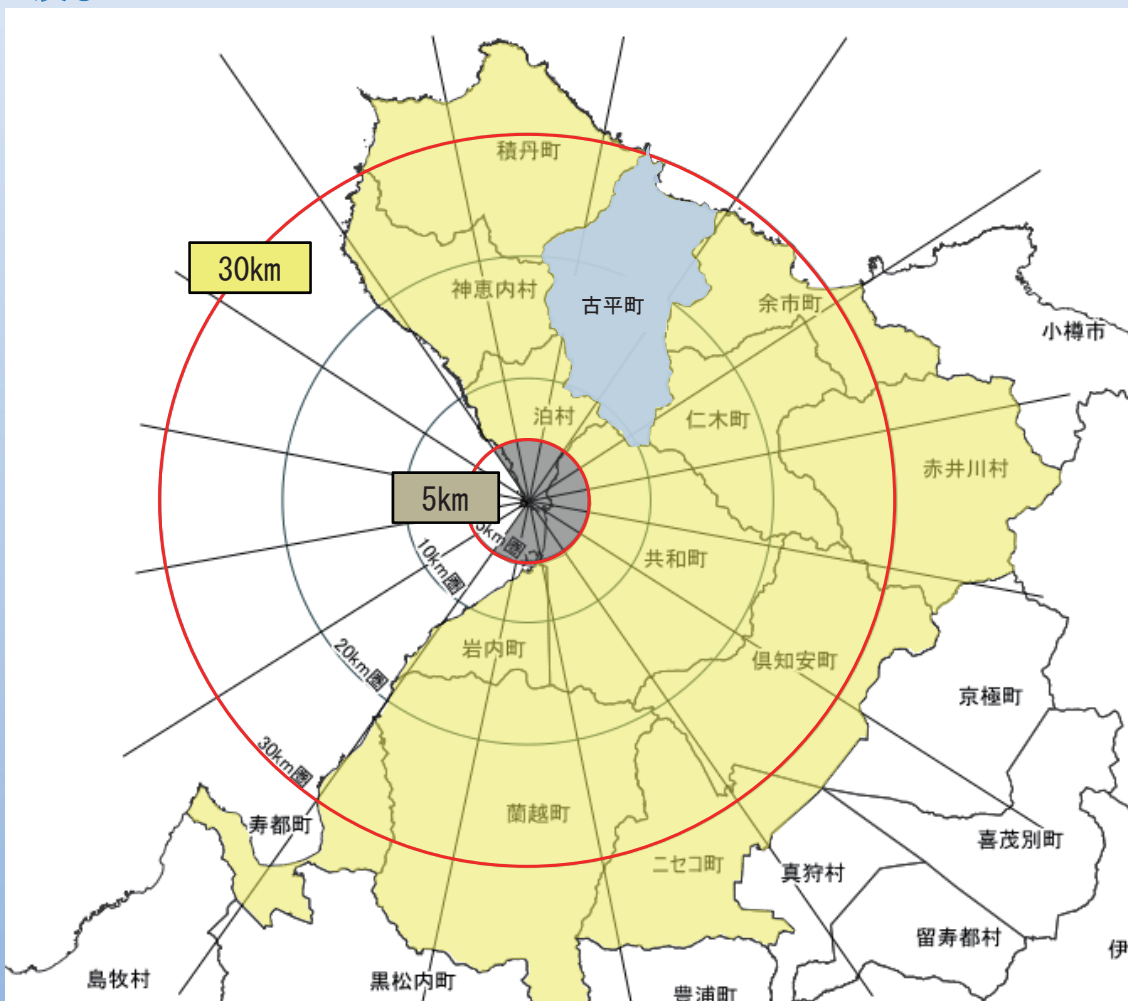 積丹町
30km
神恵内村
古平町
余市町
小樽市
泊村
仁木町
赤井川村
5km
5km圏
10km圏
共和町
岩内町
倶知安町
20km圏
京極町
30km圏
寿都町
蘭越町
ニセコ町
真狩村
喜茂別町
留寿都村
伊
島牧村
黒松内町
豊浦町